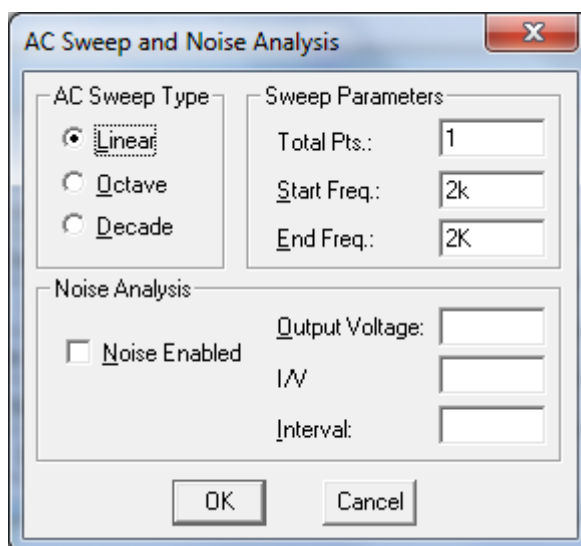 AC Sweep and Noise Analysis
AC Sweep Type
Linear
Octave
Decade
Sweep Parameters
Total Pts.: 1
Start Freq.: 2k
End Freq.: 2K
Noise Analysis
Noise Enabled
Output Voltage:
I/V
Interval:
OK
Cancel